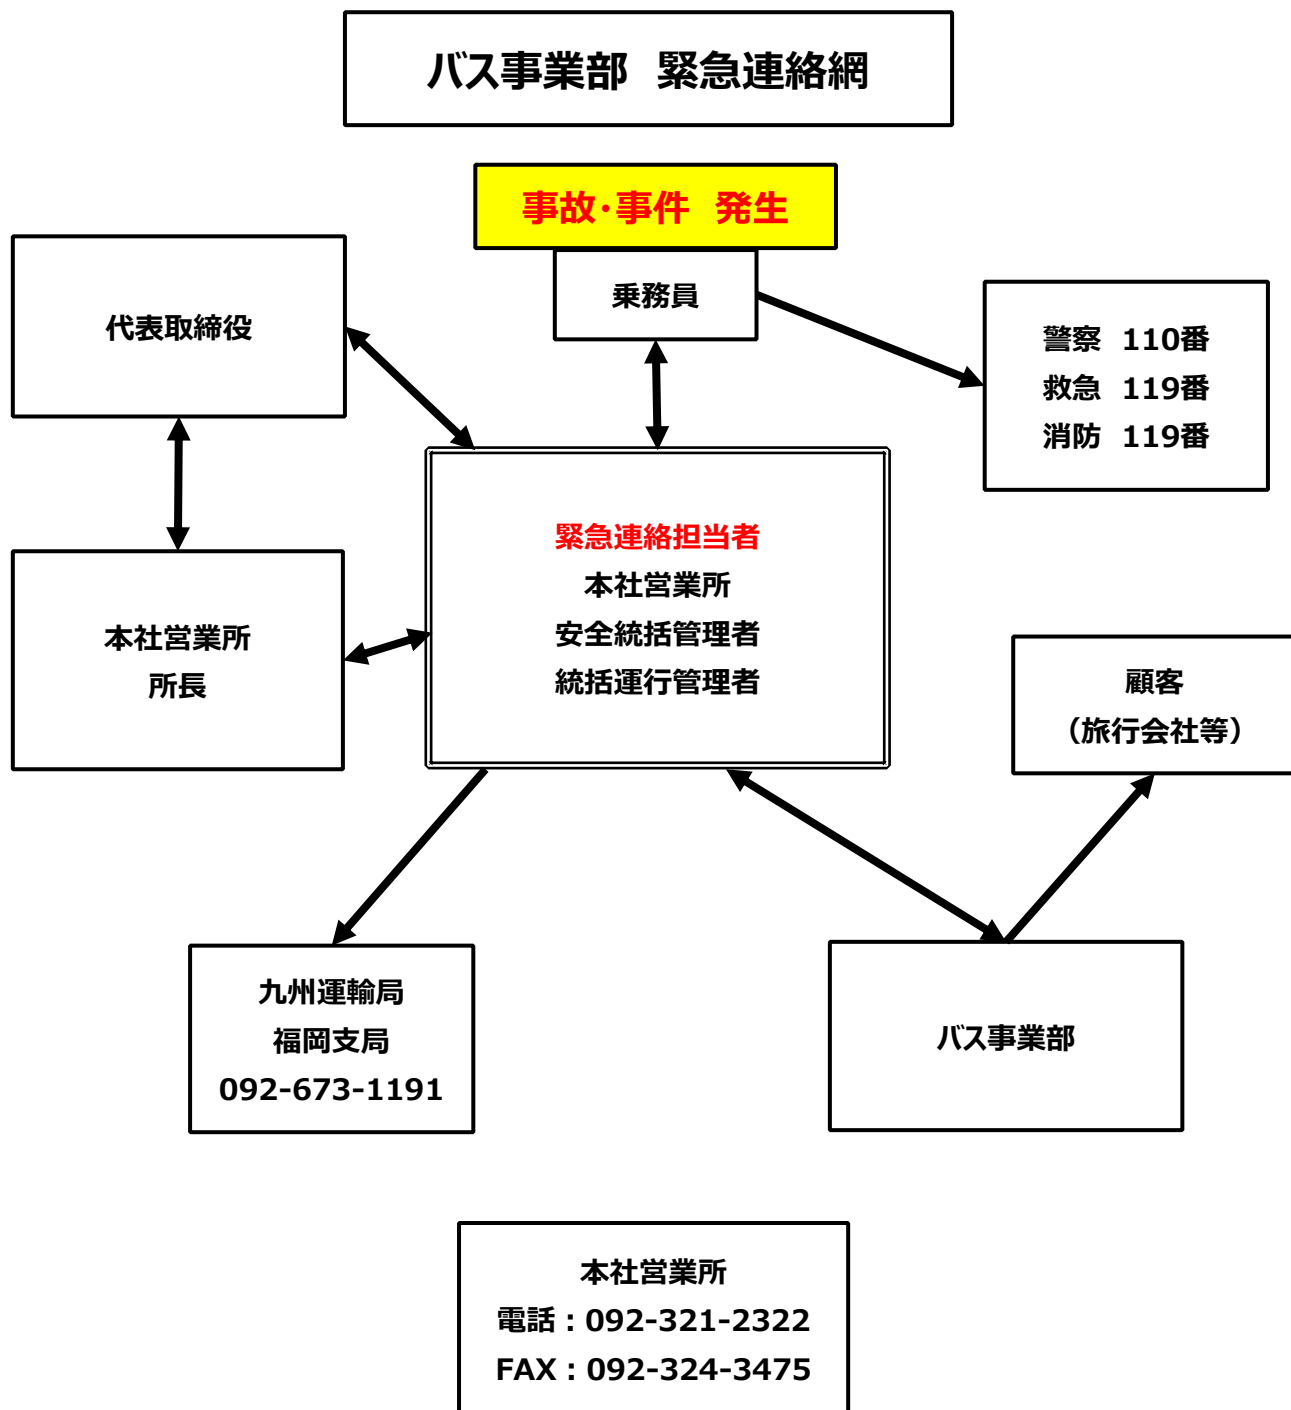 バス事業部 緊急連絡網
事故・事件 発生
乗務員
代表取締役
警察 110番
救急 119番
消防 119番
緊急連絡担当者
本社営業所
安全統括管理者
統括運行管理者
本社営業所
所長
顧客
（旅行会社等）
九州運輸局
福岡支局
092-673-1191
バス事業部
本社営業所
電話：092-321-2322
FAX：092-324-3475